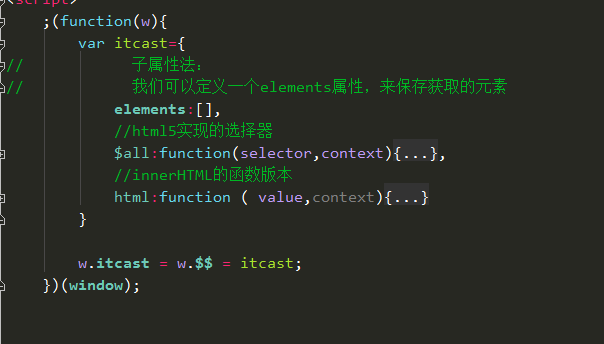 <script>
;(function(w){
var itcast={
// 子属性法:
// 我们可以定义一个elements属性，来保存获取的元素
elements:[],
//html5实现的选择器
$all:function(selector,context){...},
//innerHTML的函数版本
html:function ( value,context){...}
}
w.itcast = w.$$ = itcast;
})(window);